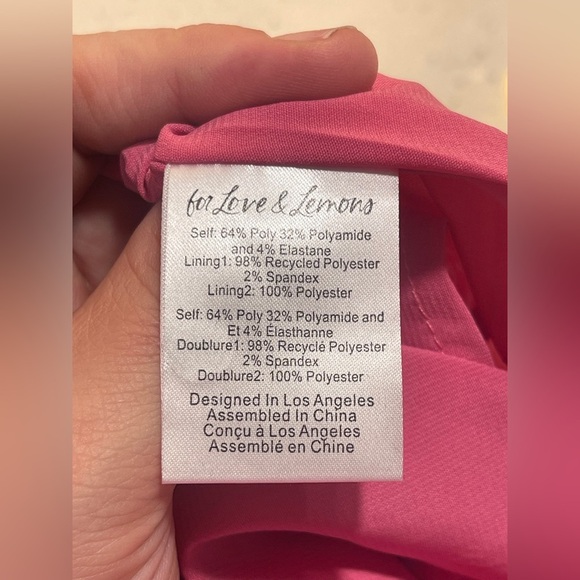 for Love & Lemons
Self: 64% Poly 32% Polyamide
and 4% Elastane
Lining1: 98% Recycled Polyester
2% Spandex
Lining2: 100% Polyester
Self: 64% Poly 32% Polyamide and
Et 4% Élasthanne
Doublure1: 98% Recyclé Polyester
2% Spandex
Doublure2: 100% Polyester
Designed In Los Angeles
Assembled In China
Conçu à Los Angeles
Assemblé en Chine